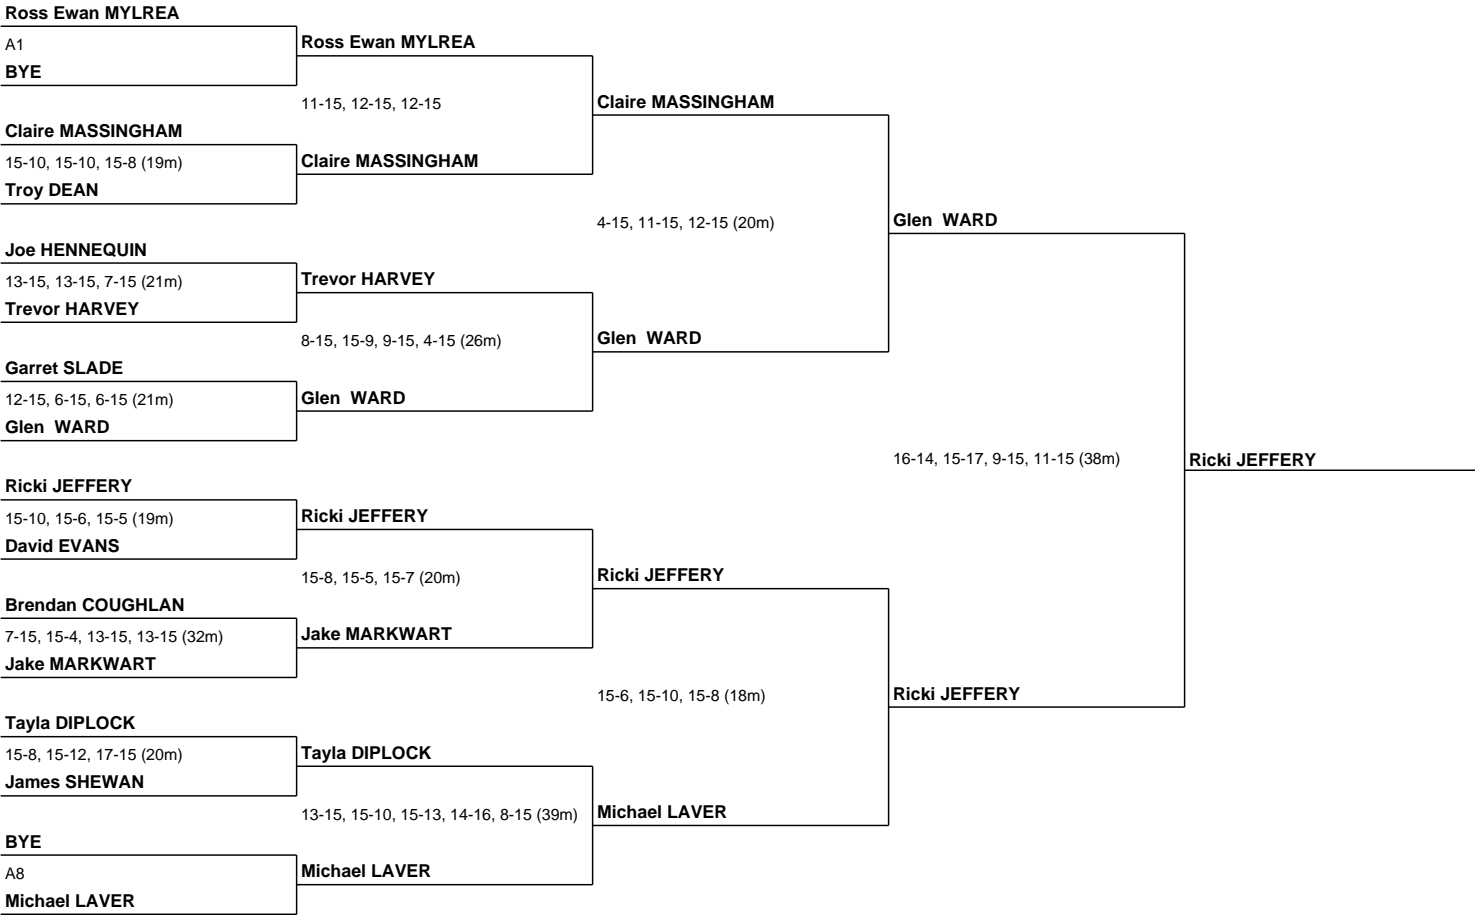 Ross Ewan MYLREA
A1
Ross Ewan MYLREA
BYE
11-15, 12-15, 12-15
Claire MASSINGHAM
Claire MASSINGHAM
15-10, 15-10, 15-8 (19m)
Claire MASSINGHAM
Troy DEAN
4-15, 11-15, 12-15 (20m)
Glen  WARD
Joe HENNEQUIN
13-15, 13-15, 7-15 (21m)
Trevor HARVEY
Trevor HARVEY
8-15, 15-9, 9-15, 4-15 (26m)
Glen  WARD
Garret SLADE
12-15, 6-15, 6-15 (21m)
Glen  WARD
Glen  WARD
16-14, 15-17, 9-15, 11-15 (38m)
Ricki JEFFERY
Ricki JEFFERY
15-10, 15-6, 15-5 (19m)
Ricki JEFFERY
David EVANS
15-8, 15-5, 15-7 (20m)
Ricki JEFFERY
Brendan COUGHLAN
7-15, 15-4, 13-15, 13-15 (32m)
Jake MARKWART
Jake MARKWART
15-6, 15-10, 15-8 (18m)
Ricki JEFFERY
Tayla DIPLOCK
15-8, 15-12, 17-15 (20m)
Tayla DIPLOCK
James SHEWAN
13-15, 15-10, 15-13, 14-16, 8-15 (39m)
Michael LAVER
BYE
A8
Michael LAVER
Michael LAVER